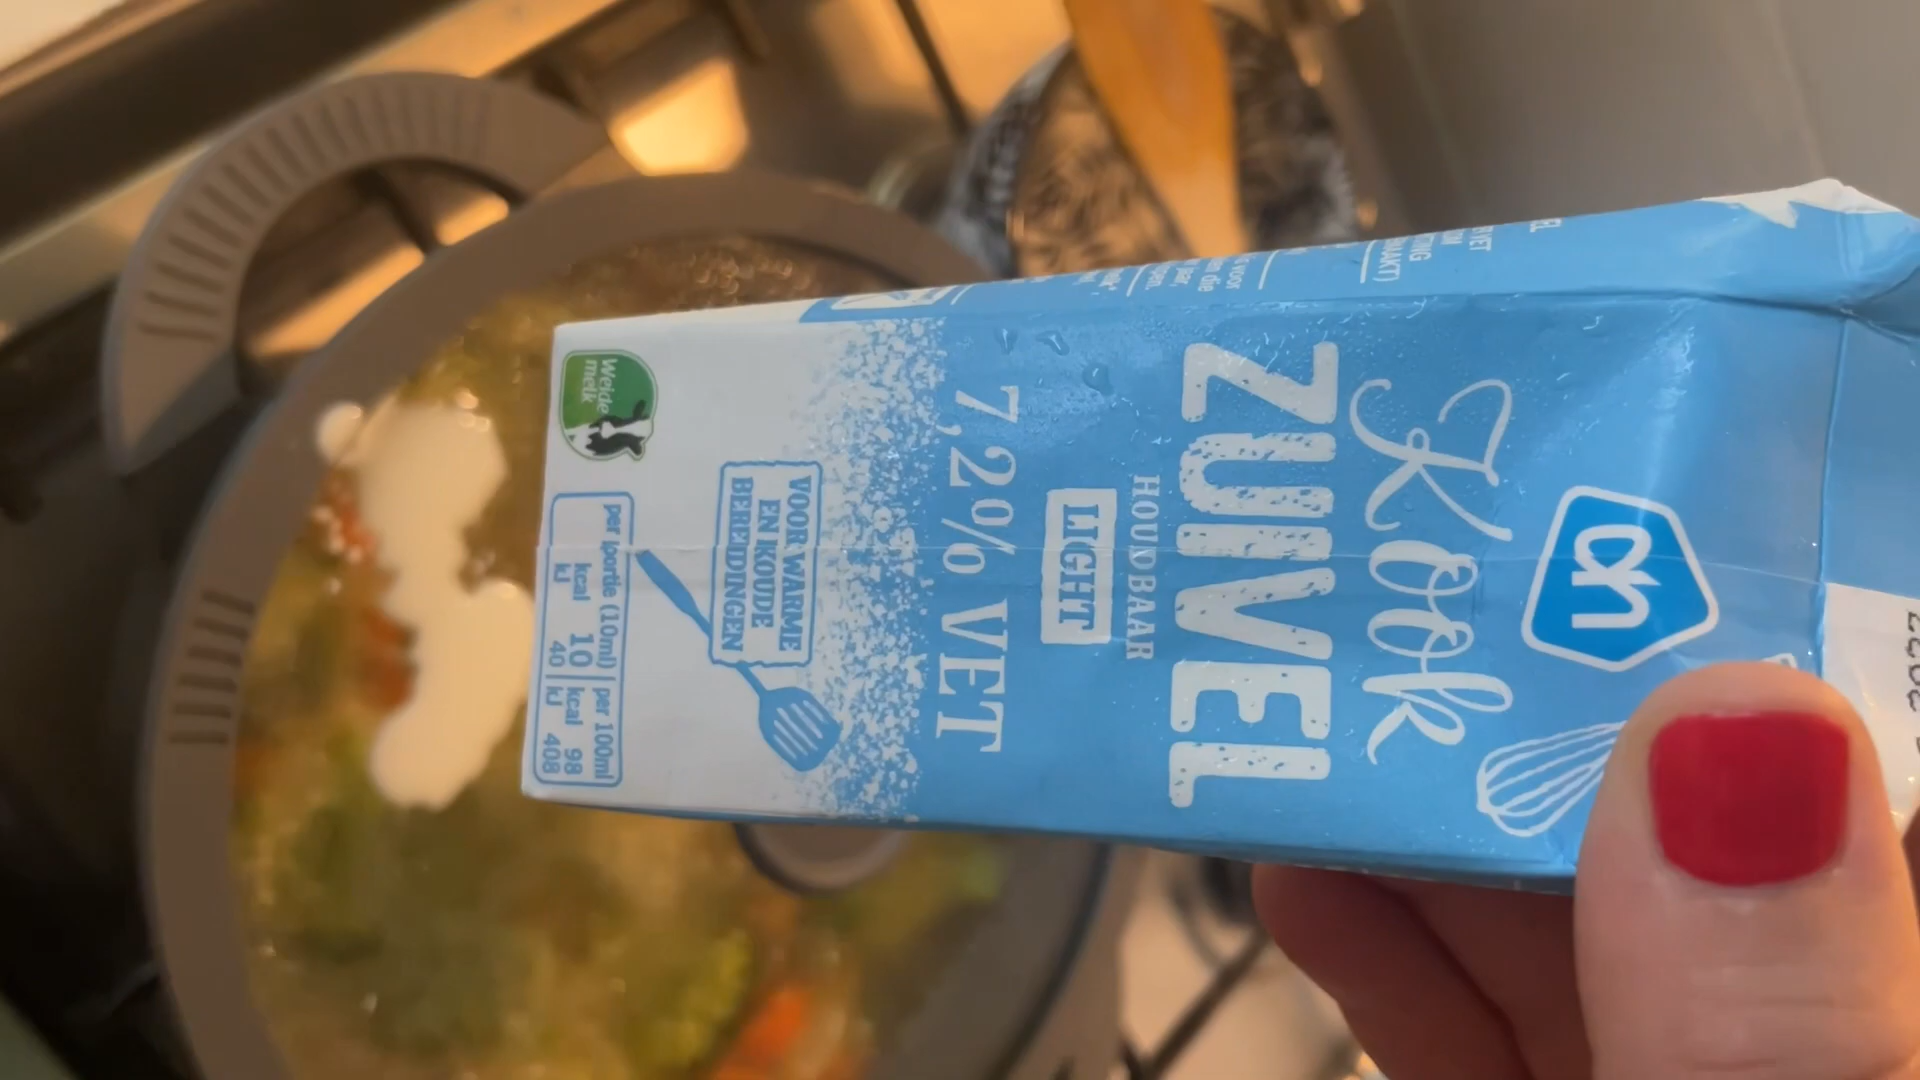 ah
Kook
ZUIVEL
HOUDBAAR
LIGHT
7,2% VET
VOOR WARME
EN KOUDE
BEREIDINGEN
per portie (10ml) | per 100ml
kcal 10 | kcal 98
kJ 40 | kJ 408
Weide
melk